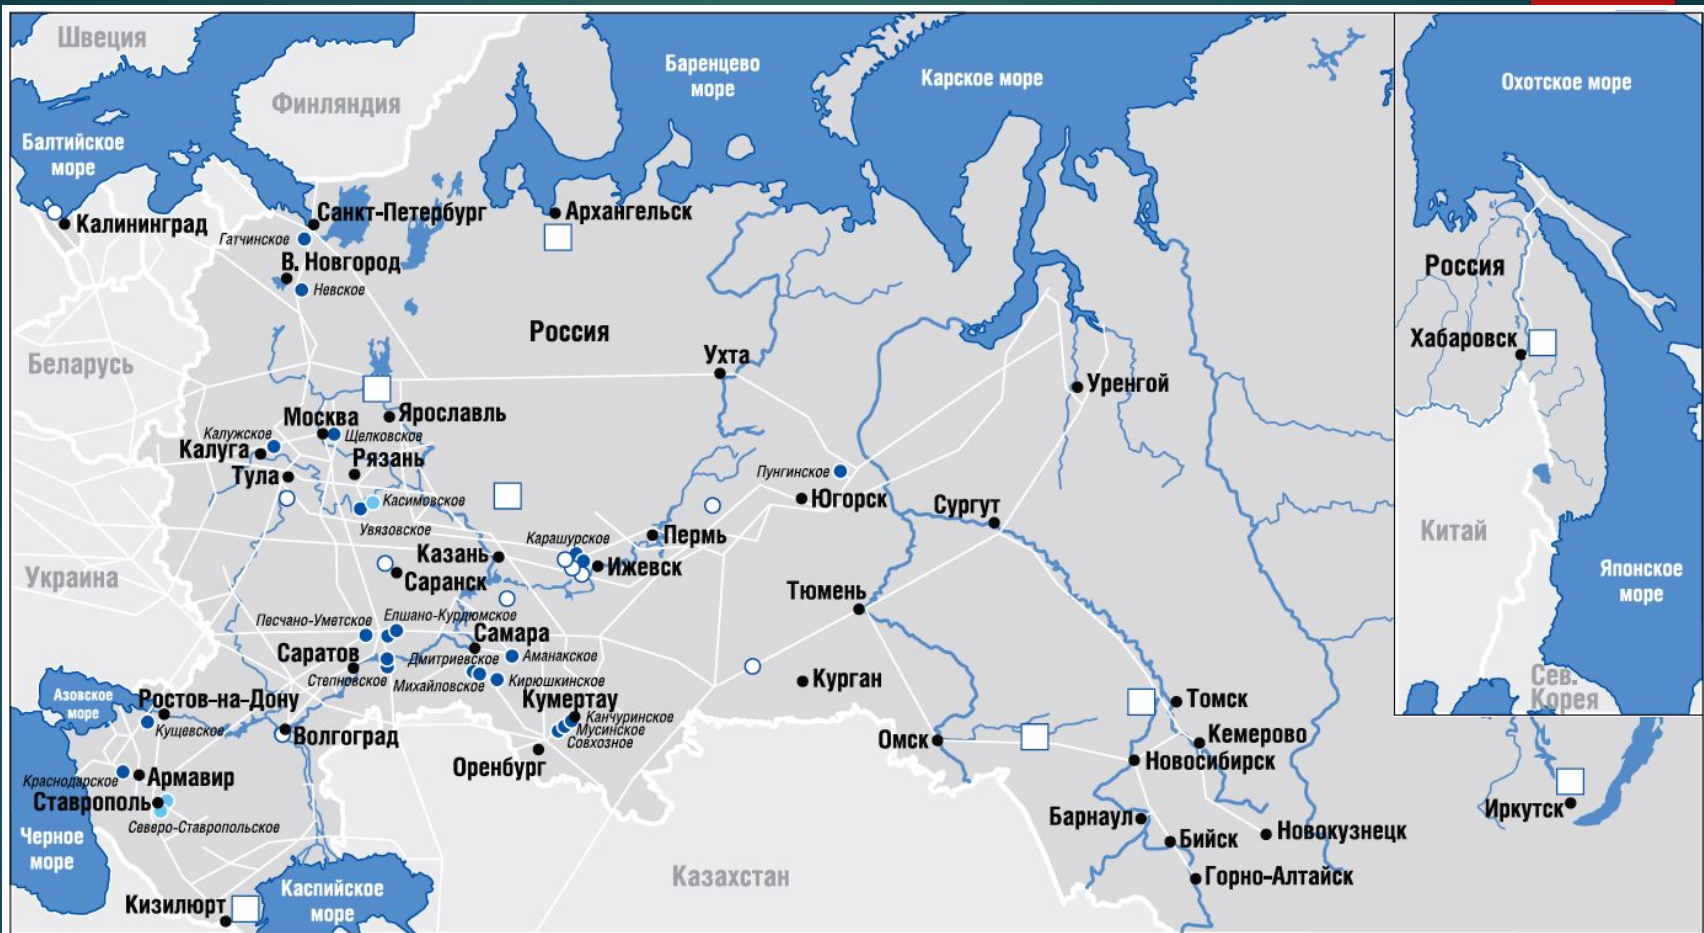 Швеция
Финляндия
Баренцево
море
Карское море
Охотское море
Балтийское
море
Калининград
Санкт-Петербург
Гатчинское
В. Новгород
Невское
Архангельск
Россия
Беларусь
Ухта
Уренгой
Россия
Хабаровск
Москва
Ярославль
Калужское
Щелковское
Калуга
Рязань
Тула
Касимовское
Увязовское
Пунгинское
Югорск
Сургут
Китай
Карашурское
Пермь
Казань
Ижевск
Саранск
Украина
Тюмень
Японское
море
Песчано-Уметское
Елшано-Курдюмское
Самара
Саратов
Дмитриевское
Аманакское
Степновское
Михайловское
Кирюшкинское
Курган
Сев.
Корея
Азовское
море
Ростов-на-Дону
Кущевское
Волгоград
Кумертау
Канчуринское
Мусинское
Совхозное
Оренбург
Томск
Омск
Кемерово
Новосибирск
Краснодарское
Армавир
Ставрополь
Северо-Ставропольское
Черное
море
Барнаул
Бийск
Новокузнецк
Горно-Алтайск
Иркутск
Казахстан
Каспийское
море
Кизилюрт